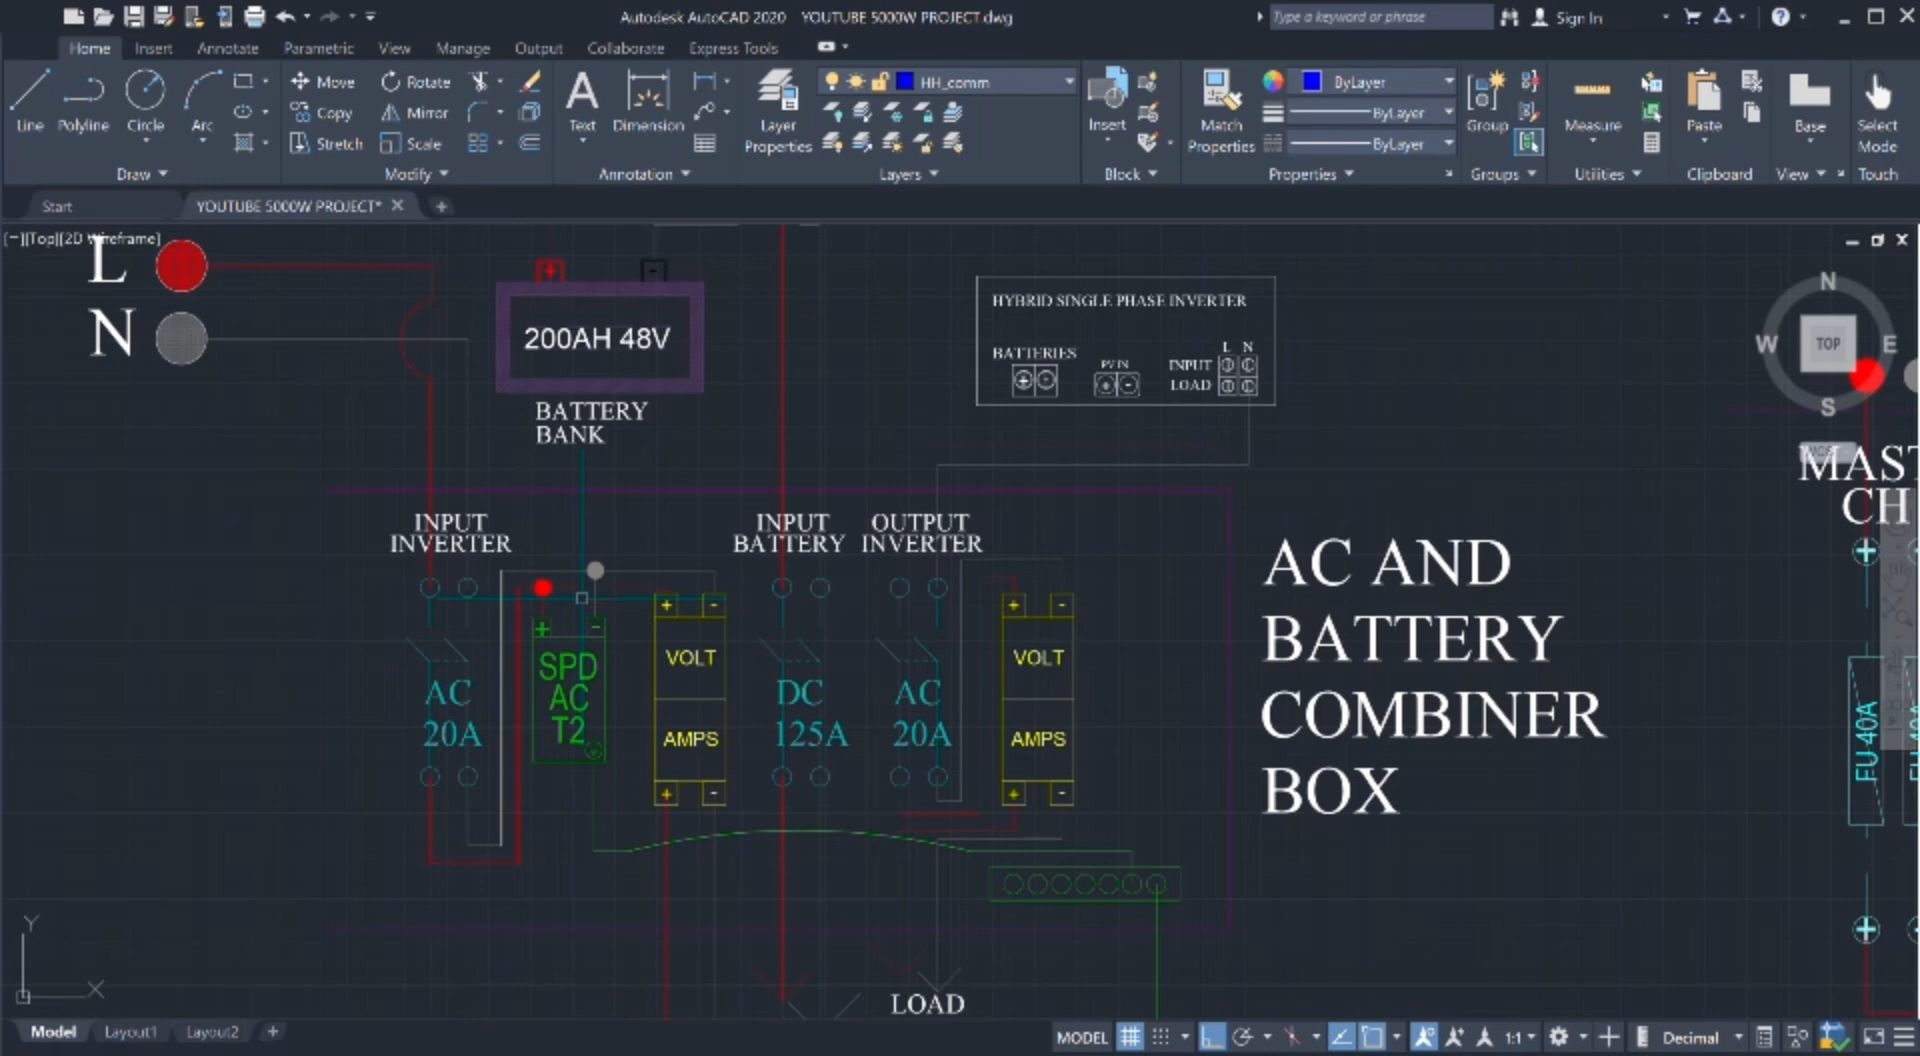 Autodesk AutoCAD 2020 YOUTUBE 5000W PROJECT.dwg
Type a keyword or phrase
Sign In
Home Insert Annotate Parametric View Manage Output Collaborate Express Tools
Line Polyline Circle Arc
Move Rotate
Copy Mirror
Stretch Scale
Text Dimension
Layer Properties
HH_comm
Insert
Match Properties
ByLayer
ByLayer
ByLayer
Group
Measure
Paste
Base
Select Mode
Draw Modify Annotation Layers Block Properties Groups Utilities Clipboard View Touch
Start YOUTUBE 5000W PROJECT*
[−][Top][2D Wireframe]
L
N
+ -
200AH 48V
BATTERY
BANK
HYBRID SINGLE PHASE INVERTER
BATTERIES
PV IN
L N
INPUT
LOAD
N
W TOP E
S
INPUT
INVERTER
INPUT
BATTERY
OUTPUT
INVERTER
+ -
SPD
AC
T2
AC
20A
+ -
VOLT
AMPS
+ -
DC
125A
AC
20A
+ -
VOLT
AMPS
+ -
AC AND
BATTERY
COMBINER
BOX
MAST
CH
FU 40A
LOAD
Y
X
Model Layout1 Layout2
MODEL 1:1 Decimal